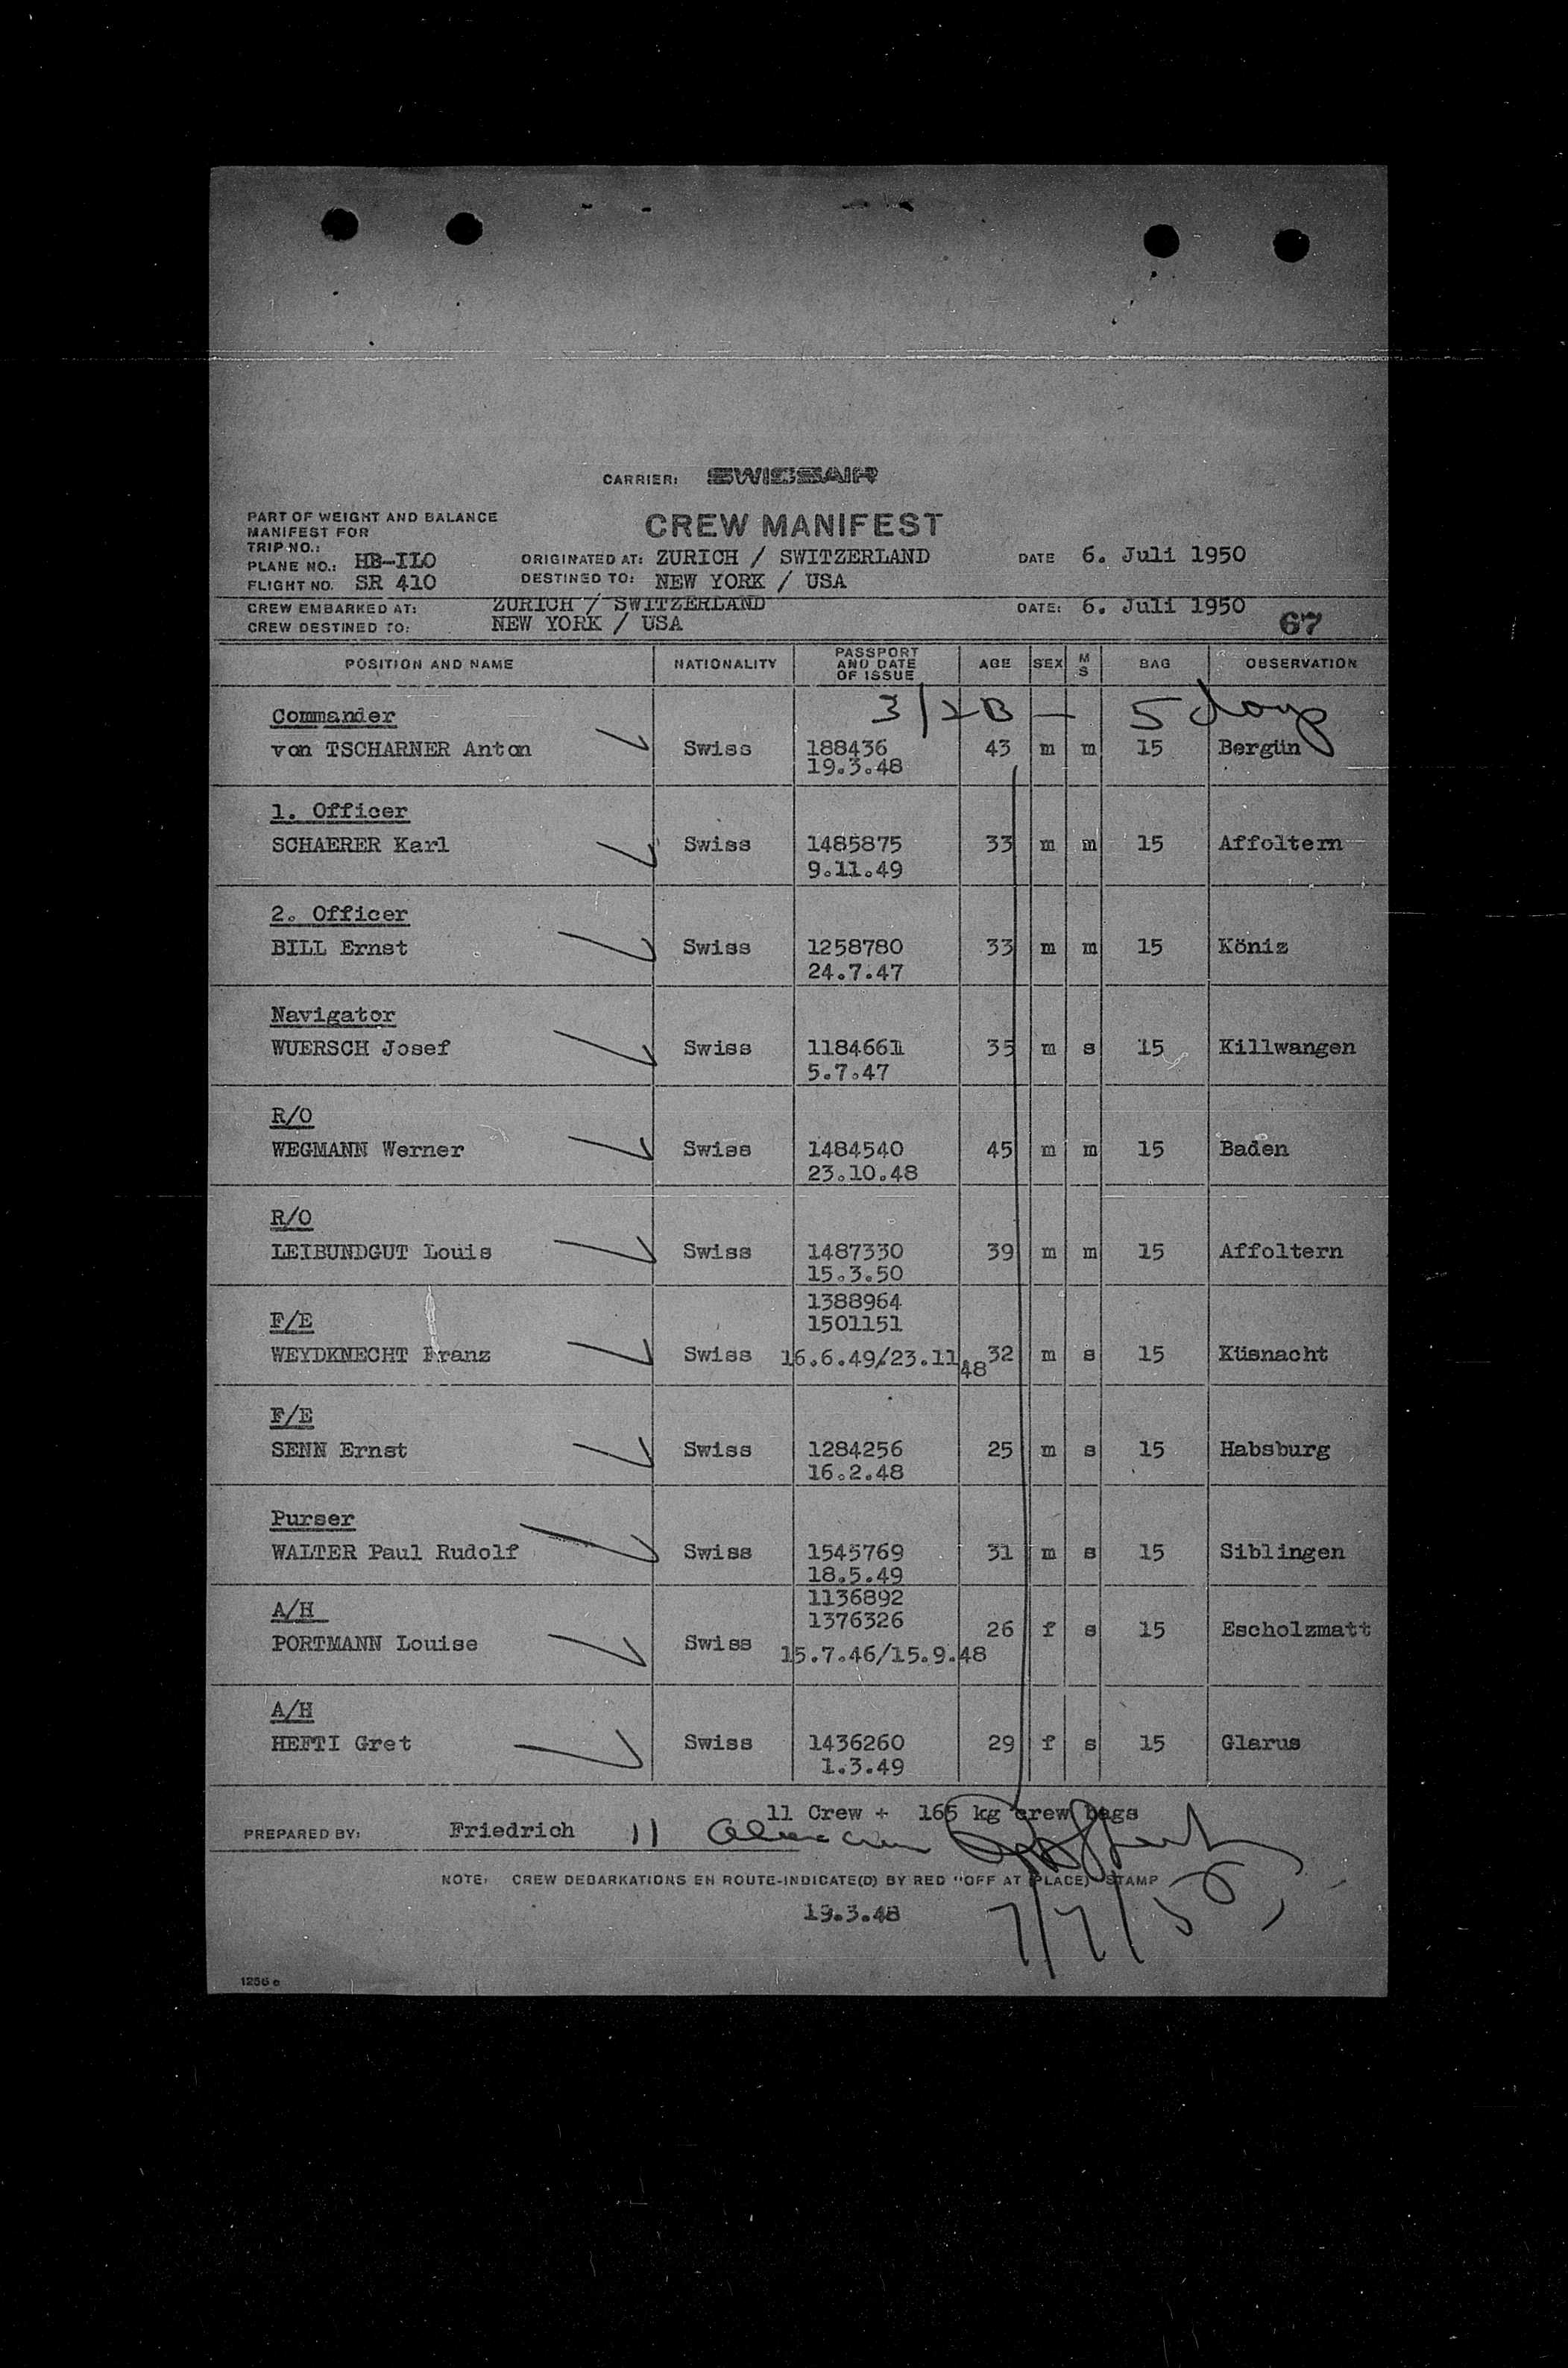 CARRIER: SWISSAIR
PART OF WEIGHT AND BALANCE
MANIFEST FOR
CREW MANIFEST
TRIP NO.:
PLANE NO.: HB-ILO ORIGINATED AT: ZURICH / SWITZERLAND DATE 6. Juli 1950
FLIGHT NO. SR 410 DESTINED TO: NEW YORK / USA
CREW EMBARKED AT: ZURICH / SWITZERLAND DATE: 6. Juli 1950
CREW DESTINED TO: NEW YORK / USA 67
POSITION AND NAME NATIONALITY PASSPORT AND DATE OF ISSUE AGE SEX M S BAG OBSERVATION
3/2B — 5 days
Commander
von TSCHARNER Anton Swiss 188436 43 m m 15 Bergün
19.3.48
1. Officer
SCHAERER Karl Swiss 1485875 33 m m 15 Affoltern
9.11.49
2. Officer
BILL Ernst Swiss 1258780 33 m m 15 Köniz
24.7.47
Navigator
WUERSCH Josef Swiss 1184661 35 m s 15 Killwangen
5.7.47
R/O
WEGMANN Werner Swiss 1484540 45 m m 15 Baden
23.10.48
R/O
LEIBUNDGUT Louis Swiss 1487330 39 m m 15 Affoltern
15.3.50
1388964
F/E 1501151
WEYDKNECHT Franz Swiss 16.6.49/23.11.48 32 m s 15 Küsnacht
F/E
SENN Ernst Swiss 1284256 25 m s 15 Habsburg
16.2.48
Purser
WALTER Paul Rudolf Swiss 1545769 31 m s 15 Siblingen
18.5.49
1136892
A/H 1376326
PORTMANN Louise Swiss 15.7.46/15.9.48 26 f s 15 Escholzmatt
A/H
HEFTI Gret Swiss 1436260 29 f s 15 Glarus
1.3.49
11 Crew + 165 kg crew bags
PREPARED BY: Friedrich 11
NOTE: CREW DEBARKATIONS EN ROUTE-INDICATE(D) BY RED "OFF AT (PLACE) STAMP
19.3.48
7/7/50
1256 e